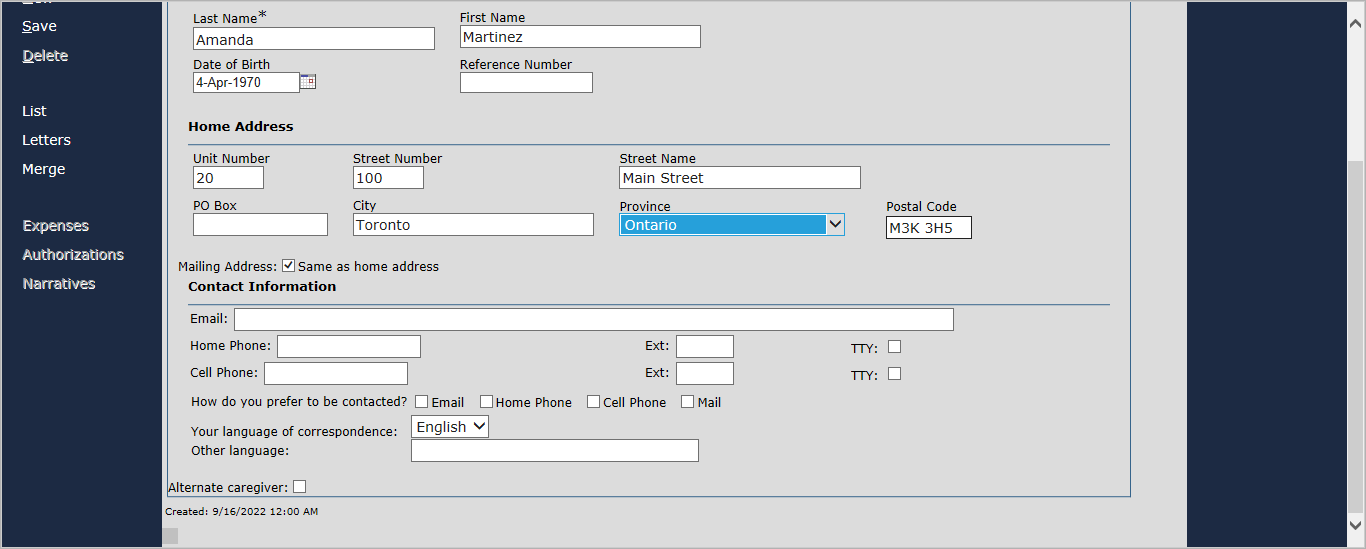 Save
Delete
List
Letters
Merge
Expenses
Authorizations
Narratives
Last Name* First Name
Amanda Martinez
Date of Birth Reference Number
4-Apr-1970
Home Address
Unit Number Street Number Street Name
20 100 Main Street
PO Box City Province Postal Code
Toronto Ontario M3K 3H5
Mailing Address: Same as home address
Contact Information
Email:
Home Phone: Ext: TTY:
Cell Phone: Ext: TTY:
How do you prefer to be contacted? Email Home Phone Cell Phone Mail
Your language of correspondence: English
Other language:
Alternate caregiver:
Created: 9/16/2022 12:00 AM